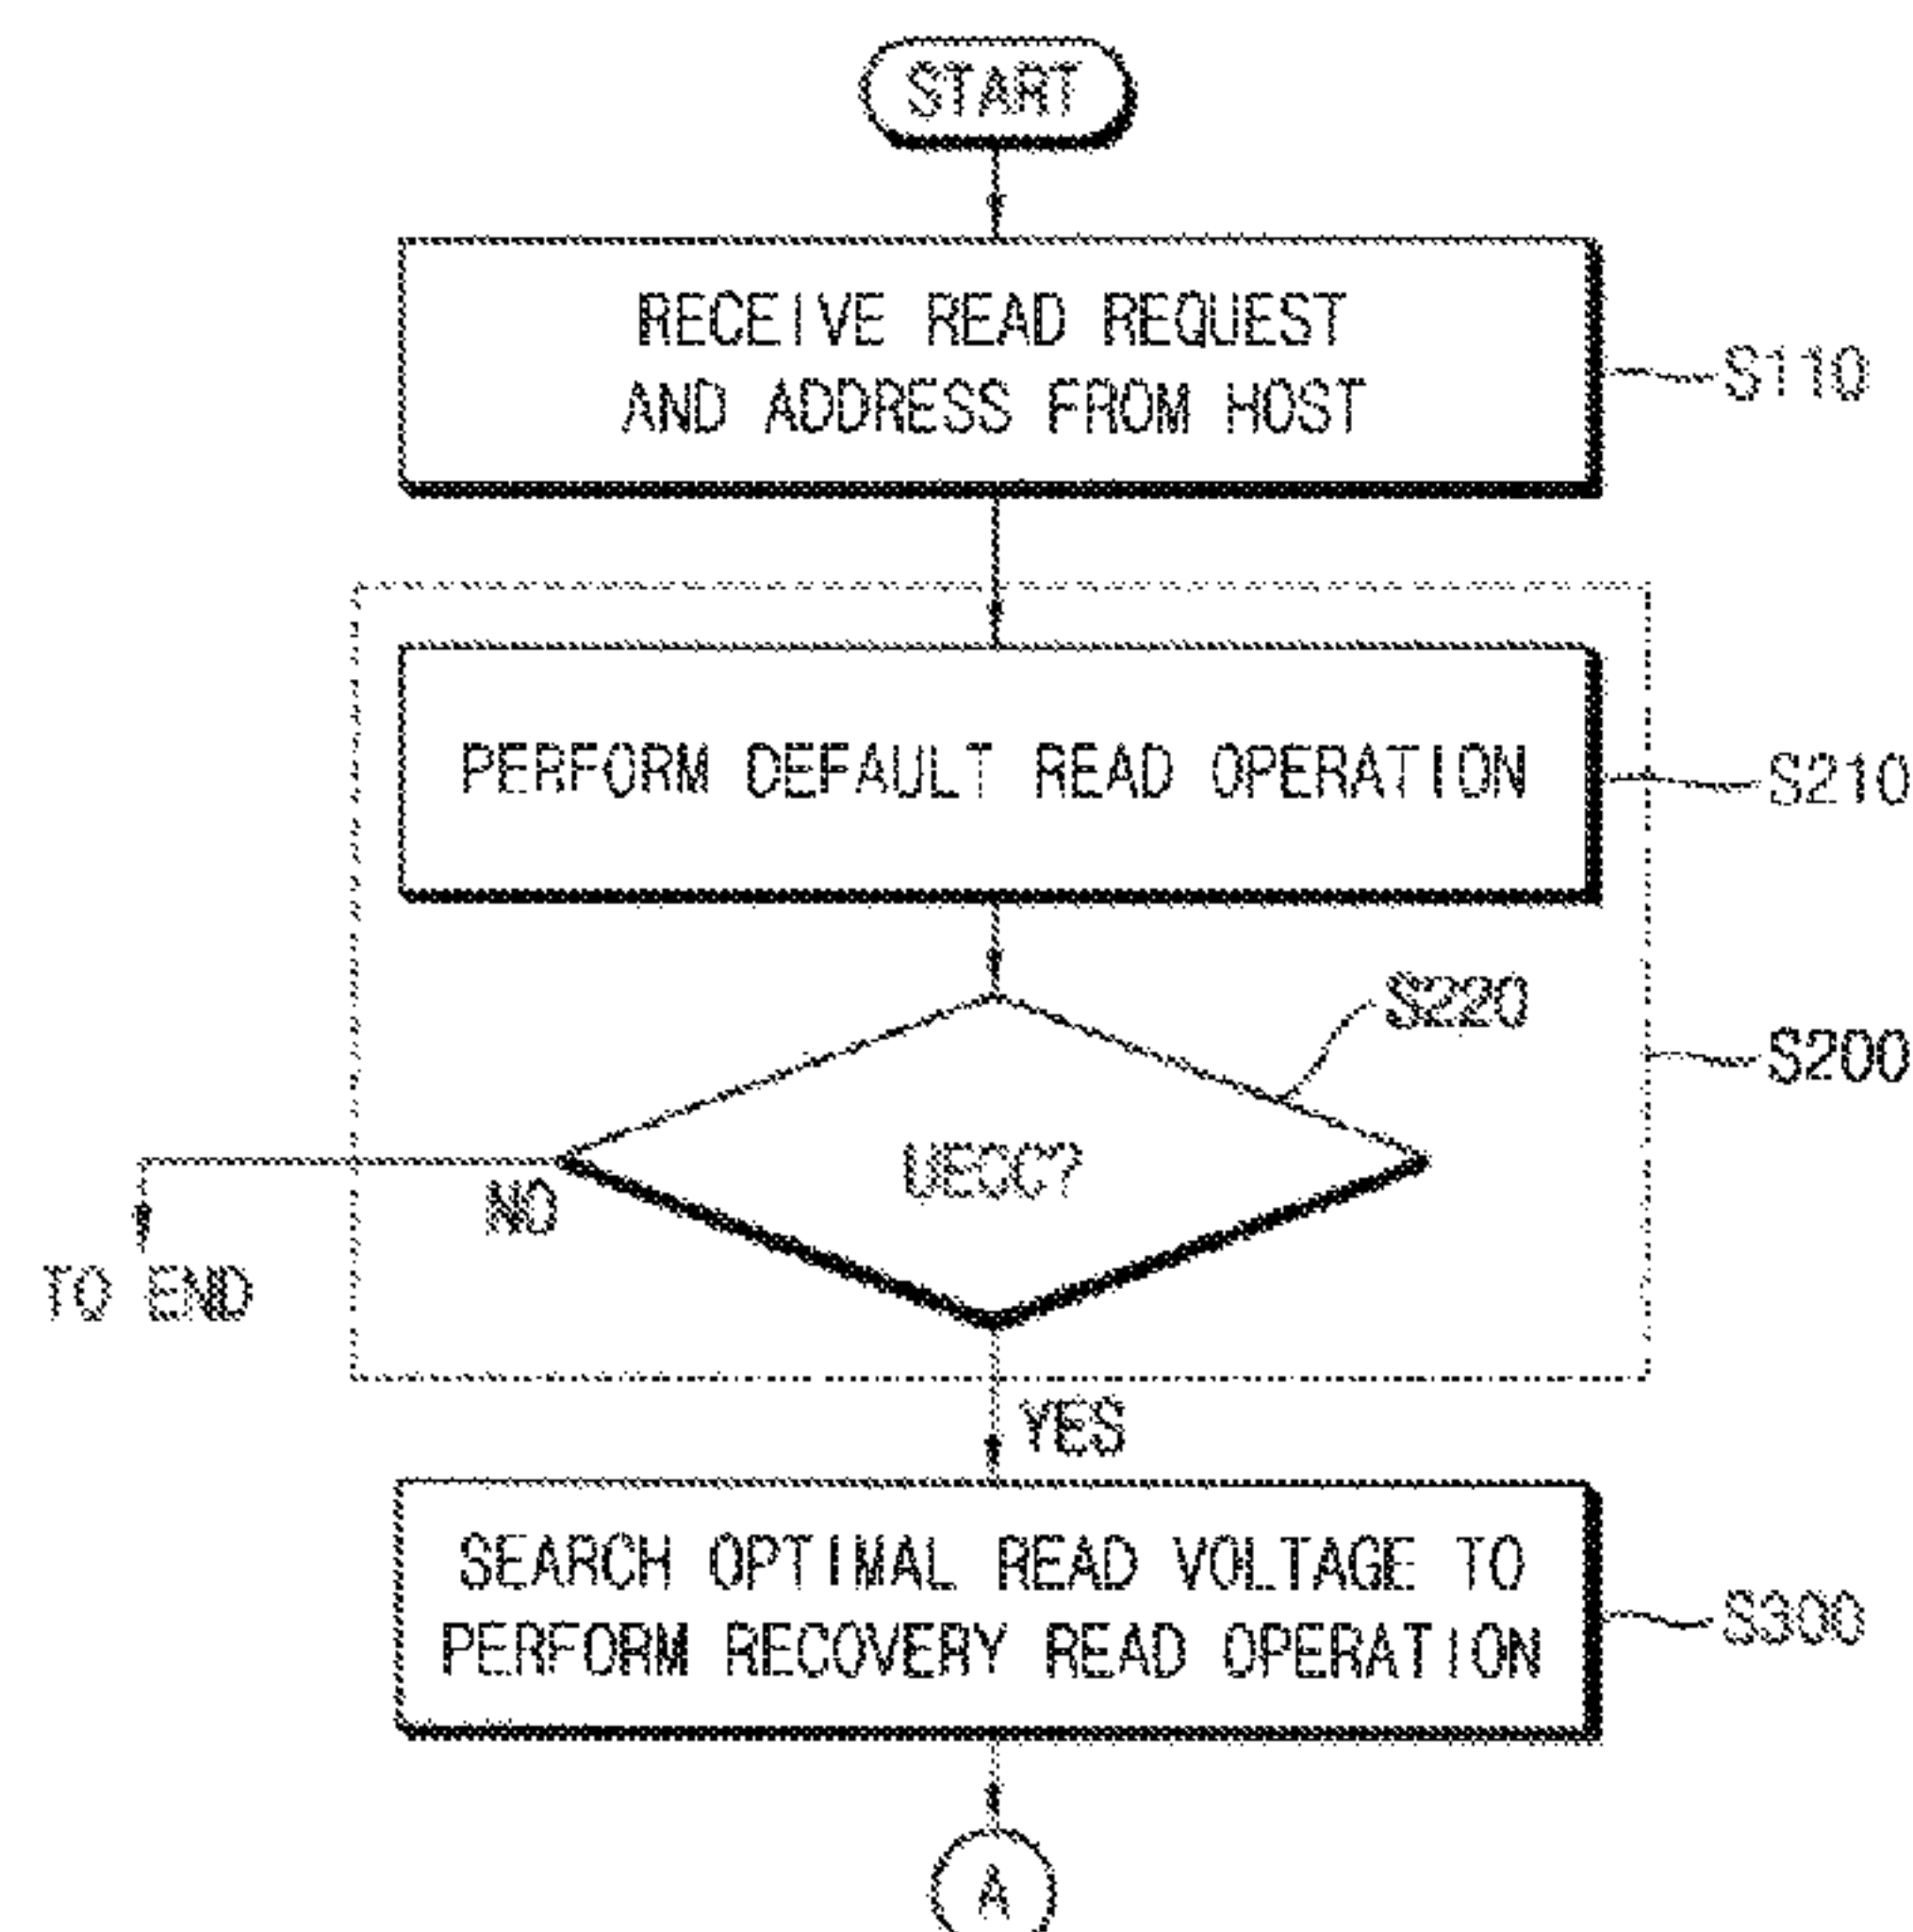 START
RECEIVE READ REQUEST
AND ADDRESS FROM HOST
S110
PERFORM DEFAULT READ OPERATION
S210
S220
S200
UECC?
NO
TO END
YES
SEARCH OPTIMAL READ VOLTAGE TO
PERFORM RECOVERY READ OPERATION
S300
A